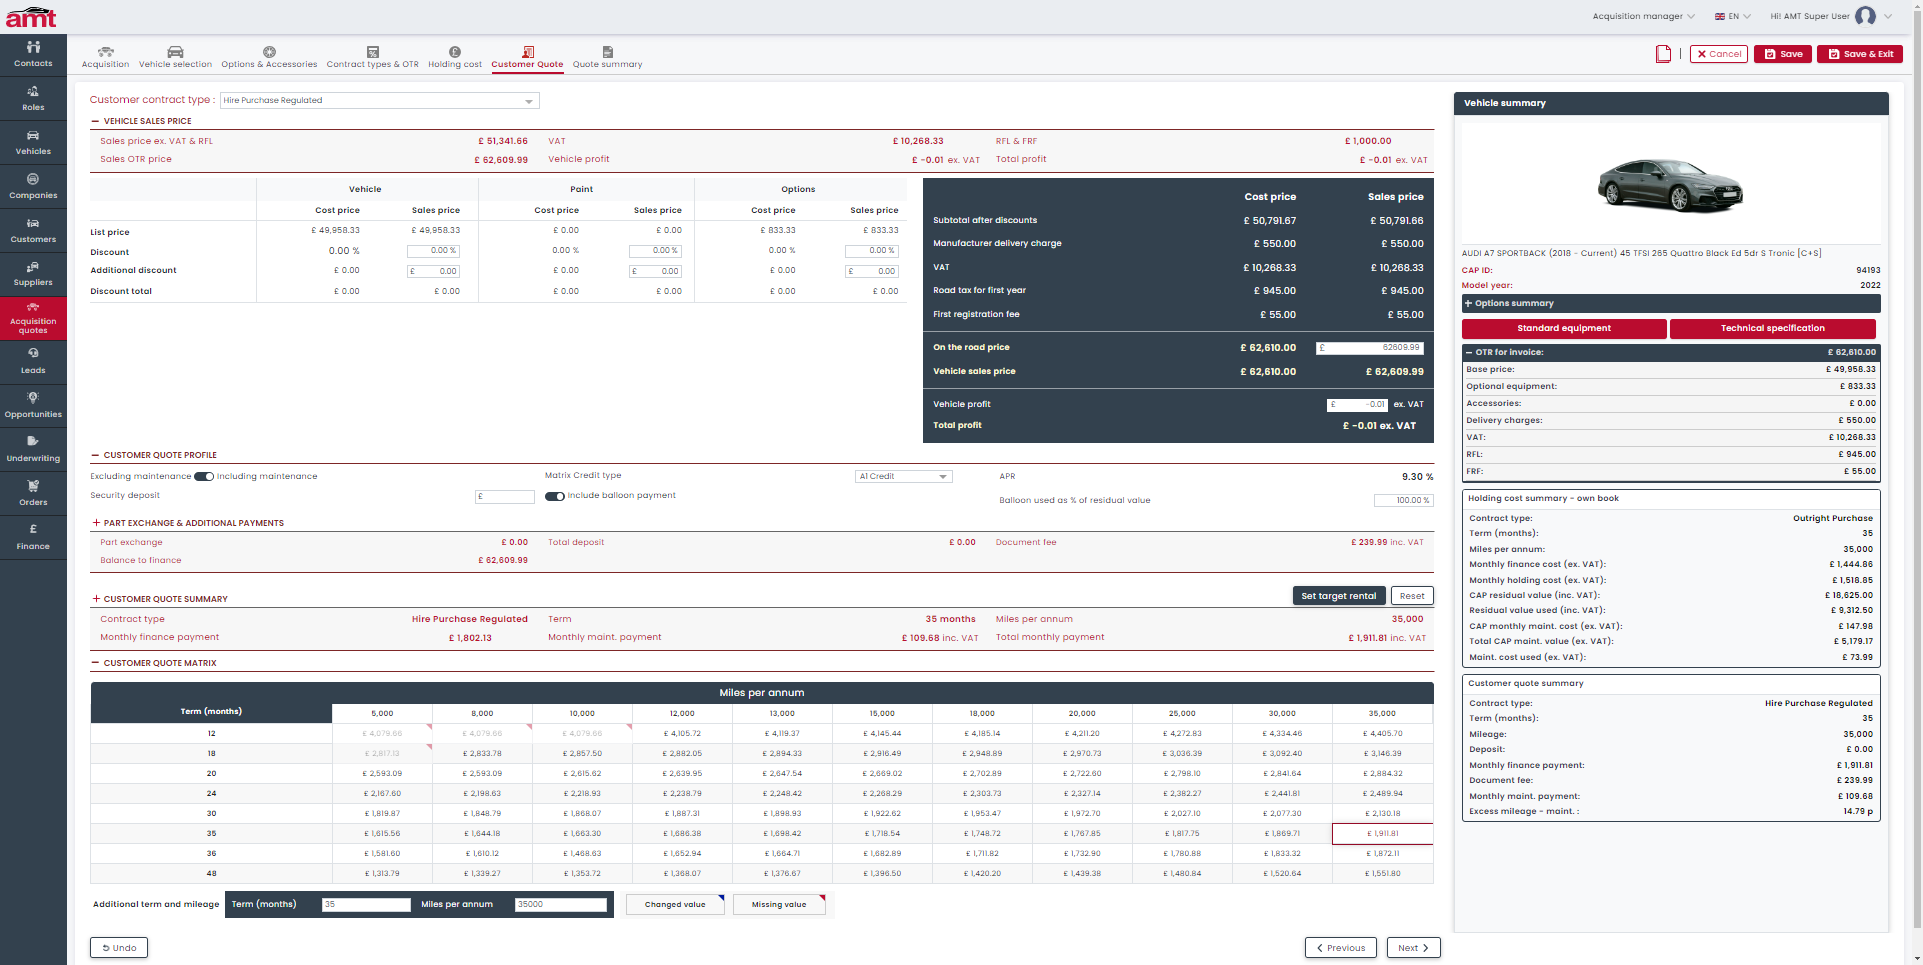 amt
Acquisition manager
EN
Hi! AMT Super User
Contacts
Roles
Vehicles
Companies
Customers
Suppliers
Acquisition quotes
Leads
Opportunities
Underwriting
Orders
Finance
Acquisition Vehicle selection Options & Accessories Contract types & OTR Holding cost Customer Quote Quote summary
Cancel Save Save & Exit
Customer contract type : Hire Purchase Regulated
VEHICLE SALES PRICE
Sales price ex. VAT & RFL £ 51,341.66 VAT £ 10,268.33 RFL & FRF £ 1,000.00
Sales OTR price £ 62,609.99 Vehicle profit £ -0.01 ex. VAT Total profit £ -0.01 ex. VAT
Vehicle Paint Options
Cost price Sales price Cost price Sales price Cost price Sales price
List price £ 49,958.33 £ 49,958.33 £ 0.00 £ 0.00 £ 833.33 £ 833.33
Discount 0.00 % 0.00 % 0.00 % 0.00 % 0.00 % 0.00 %
Additional discount £ 0.00 £ 0.00 £ 0.00 £ 0.00 £ 0.00 £ 0.00
Discount total £ 0.00 £ 0.00 £ 0.00 £ 0.00 £ 0.00 £ 0.00
Cost price Sales price
Subtotal after discounts £ 50,791.67 £ 50,791.66
Manufacturer delivery charge £ 550.00 £ 550.00
VAT £ 10,268.33 £ 10,268.33
Road tax for first year £ 945.00 £ 945.00
First registration fee £ 55.00 £ 55.00
On the road price £ 62,610.00 £ 62609.99
Vehicle sales price £ 62,610.00 £ 62,609.99
Vehicle profit £ -0.01 ex. VAT
Total profit £ -0.01 ex. VAT
CUSTOMER QUOTE PROFILE
Excluding maintenance Including maintenance Matrix Credit type A1 Credit APR 9.30 %
Security deposit £ Include balloon payment Balloon used as % of residual value 100.00 %
PART EXCHANGE & ADDITIONAL PAYMENTS
Part exchange £ 0.00 Total deposit £ 0.00 Document fee £ 239.99 inc. VAT
Balance to finance £ 62,609.99
CUSTOMER QUOTE SUMMARY Set target rental Reset
Contract type Hire Purchase Regulated Term 35 months Miles per annum 35,000
Monthly finance payment £ 1,802.13 Monthly maint. payment £ 109.68 inc. VAT Total monthly payment £ 1,911.81 inc. VAT
CUSTOMER QUOTE MATRIX
Miles per annum
Term (months) 5,000 8,000 10,000 12,000 13,000 15,000 18,000 20,000 25,000 30,000 35,000
12 £ 4,079.66 £ 4,079.66 £ 4,079.66 £ 4,105.72 £ 4,119.37 £ 4,145.44 £ 4,185.14 £ 4,211.20 £ 4,272.83 £ 4,334.46 £ 4,405.70
18 £ 2,817.13 £ 2,833.78 £ 2,857.50 £ 2,882.05 £ 2,894.33 £ 2,916.49 £ 2,948.89 £ 2,970.73 £ 3,036.39 £ 3,092.40 £ 3,146.39
20 £ 2,593.09 £ 2,593.09 £ 2,615.62 £ 2,639.95 £ 2,647.54 £ 2,669.02 £ 2,702.89 £ 2,722.60 £ 2,798.10 £ 2,841.64 £ 2,884.32
24 £ 2,167.60 £ 2,198.63 £ 2,218.93 £ 2,238.79 £ 2,248.42 £ 2,268.29 £ 2,303.73 £ 2,327.14 £ 2,382.27 £ 2,441.81 £ 2,489.94
30 £ 1,819.87 £ 1,848.79 £ 1,868.07 £ 1,887.31 £ 1,898.93 £ 1,922.62 £ 1,953.47 £ 1,972.70 £ 2,027.10 £ 2,077.30 £ 2,130.18
35 £ 1,615.56 £ 1,644.18 £ 1,663.30 £ 1,686.38 £ 1,698.42 £ 1,718.54 £ 1,748.72 £ 1,767.85 £ 1,817.75 £ 1,869.71 £ 1,911.81
36 £ 1,581.60 £ 1,610.12 £ 1,468.63 £ 1,652.94 £ 1,664.71 £ 1,682.89 £ 1,711.82 £ 1,732.90 £ 1,780.88 £ 1,833.32 £ 1,872.11
48 £ 1,313.79 £ 1,339.27 £ 1,353.72 £ 1,368.07 £ 1,376.67 £ 1,396.50 £ 1,420.20 £ 1,439.38 £ 1,480.84 £ 1,520.64 £ 1,551.80
Additional term and mileage Term (months) 35 Miles per annum 35000 Changed value Missing value
Undo Previous Next
Vehicle summary
AUDI A7 SPORTBACK (2018 - Current) 45 TFSI 265 Quattro Black Ed 5dr S Tronic [C+S]
CAP ID: 94193
Model year: 2022
Options summary
Standard equipment Technical specification
OTR for invoice: £ 62,610.00
Base price: £ 49,958.33
Optional equipment: £ 833.33
Accessories: £ 0.00
Delivery charges: £ 550.00
VAT: £ 10,268.33
RFL: £ 945.00
FRF: £ 55.00
Holding cost summary - own book
Contract type: Outright Purchase
Term (months): 35
Miles per annum: 35,000
Monthly finance cost (ex. VAT): £ 1,444.86
Monthly holding cost (ex. VAT): £ 1,518.85
CAP residual value (inc. VAT): £ 18,625.00
Residual value used (inc. VAT): £ 9,312.50
CAP monthly maint. cost (ex. VAT): £ 147.98
Total CAP maint. value (ex. VAT): £ 5,179.17
Maint. cost used (ex. VAT): £ 73.99
Customer quote summary
Contract type: Hire Purchase Regulated
Term (months): 35
Mileage: 35,000
Deposit: £ 0.00
Monthly finance payment: £ 1,911.81
Document fee: £ 239.99
Monthly maint. payment: £ 109.68
Excess mileage - maint. : 14.79 p